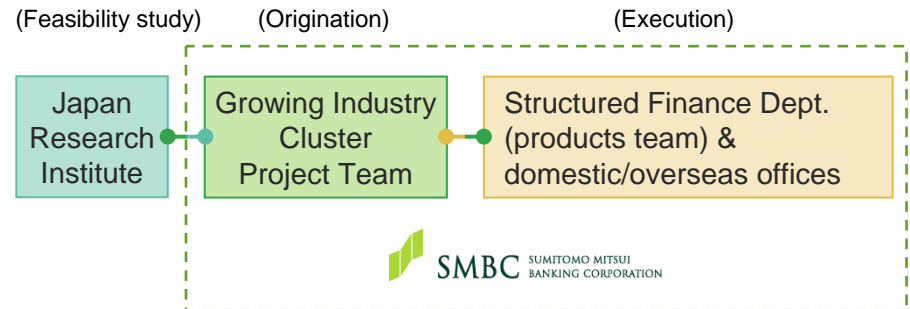 (Feasibility study)
(Origination)
(Execution)
Japan
Research
Institute
Growing Industry
Cluster
Project Team
Structured Finance Dept.
(products team) &
domestic/overseas offices
SMBC
SUMITOMO MITSUI
BANKING CORPORATION